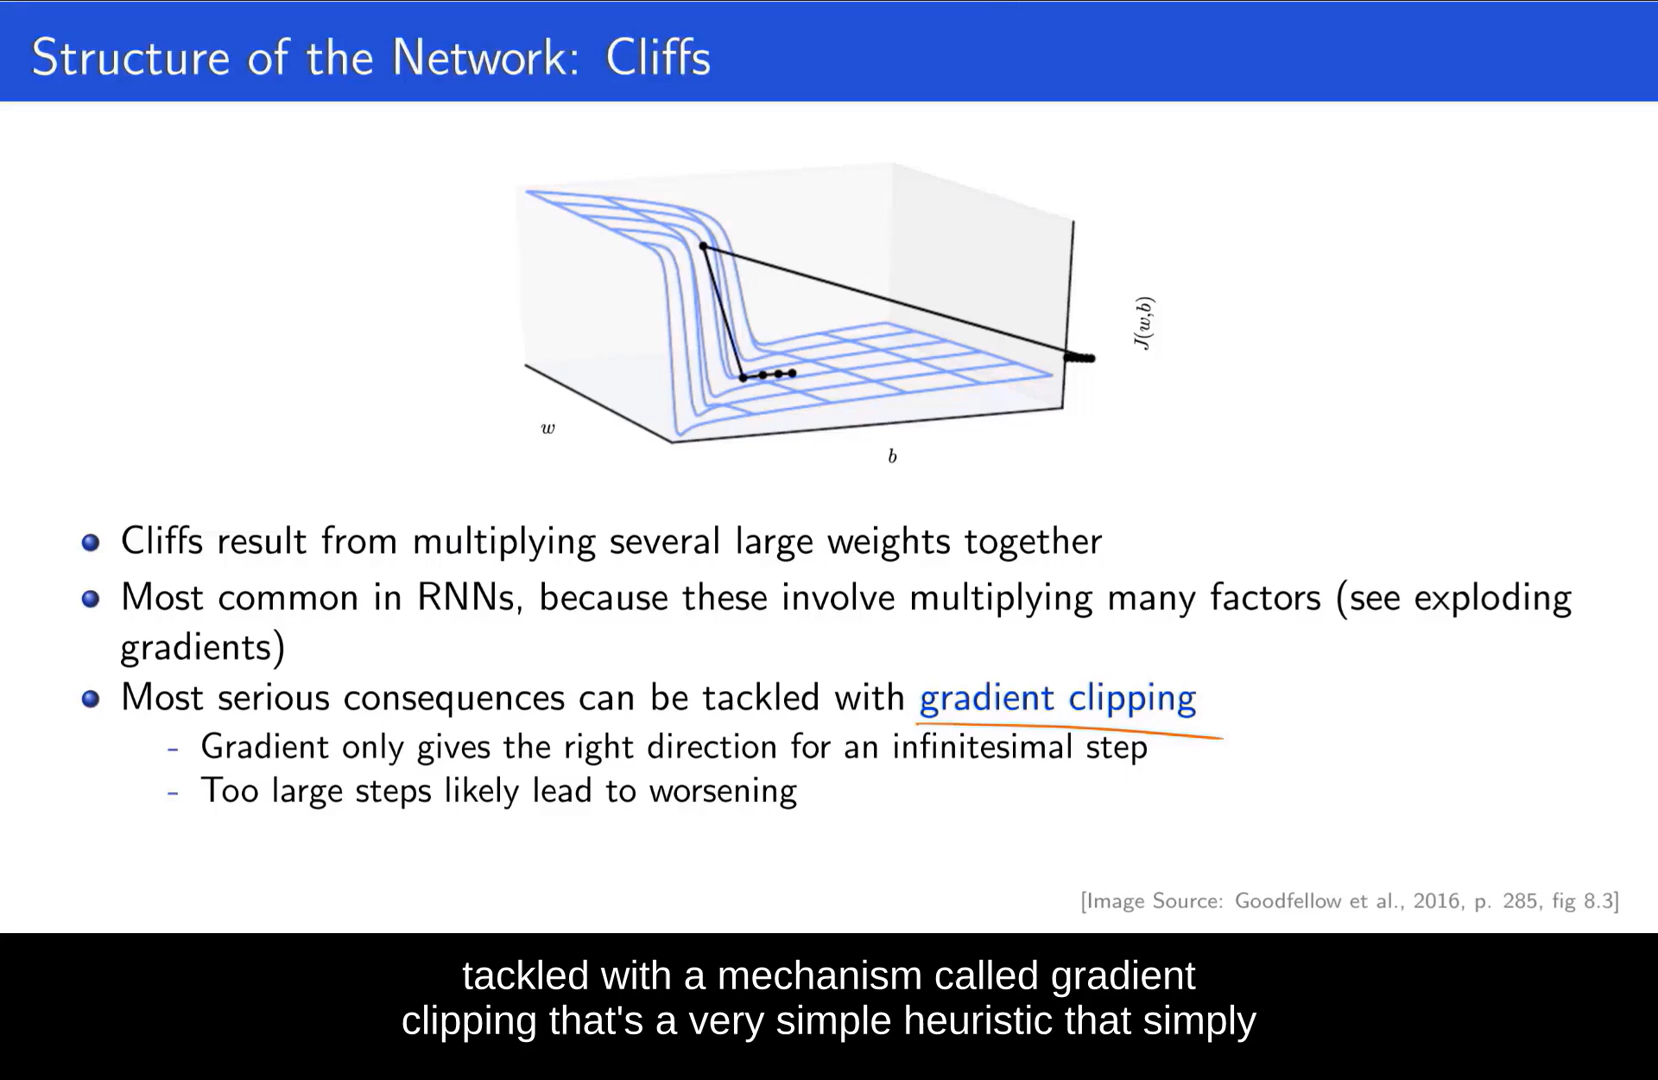 Structure of the Network: Cliffs
J(w,b)
w
b
Cliffs result from multiplying several large weights together
Most common in RNNs, because these involve multiplying many factors (see exploding
gradients)
Most serious consequences can be tackled with gradient clipping
- Gradient only gives the right direction for an infinitesimal step
- Too large steps likely lead to worsening
[Image Source: Goodfellow et al., 2016, p. 285, fig 8.3]
tackled with a mechanism called gradient
clipping that's a very simple heuristic that simply